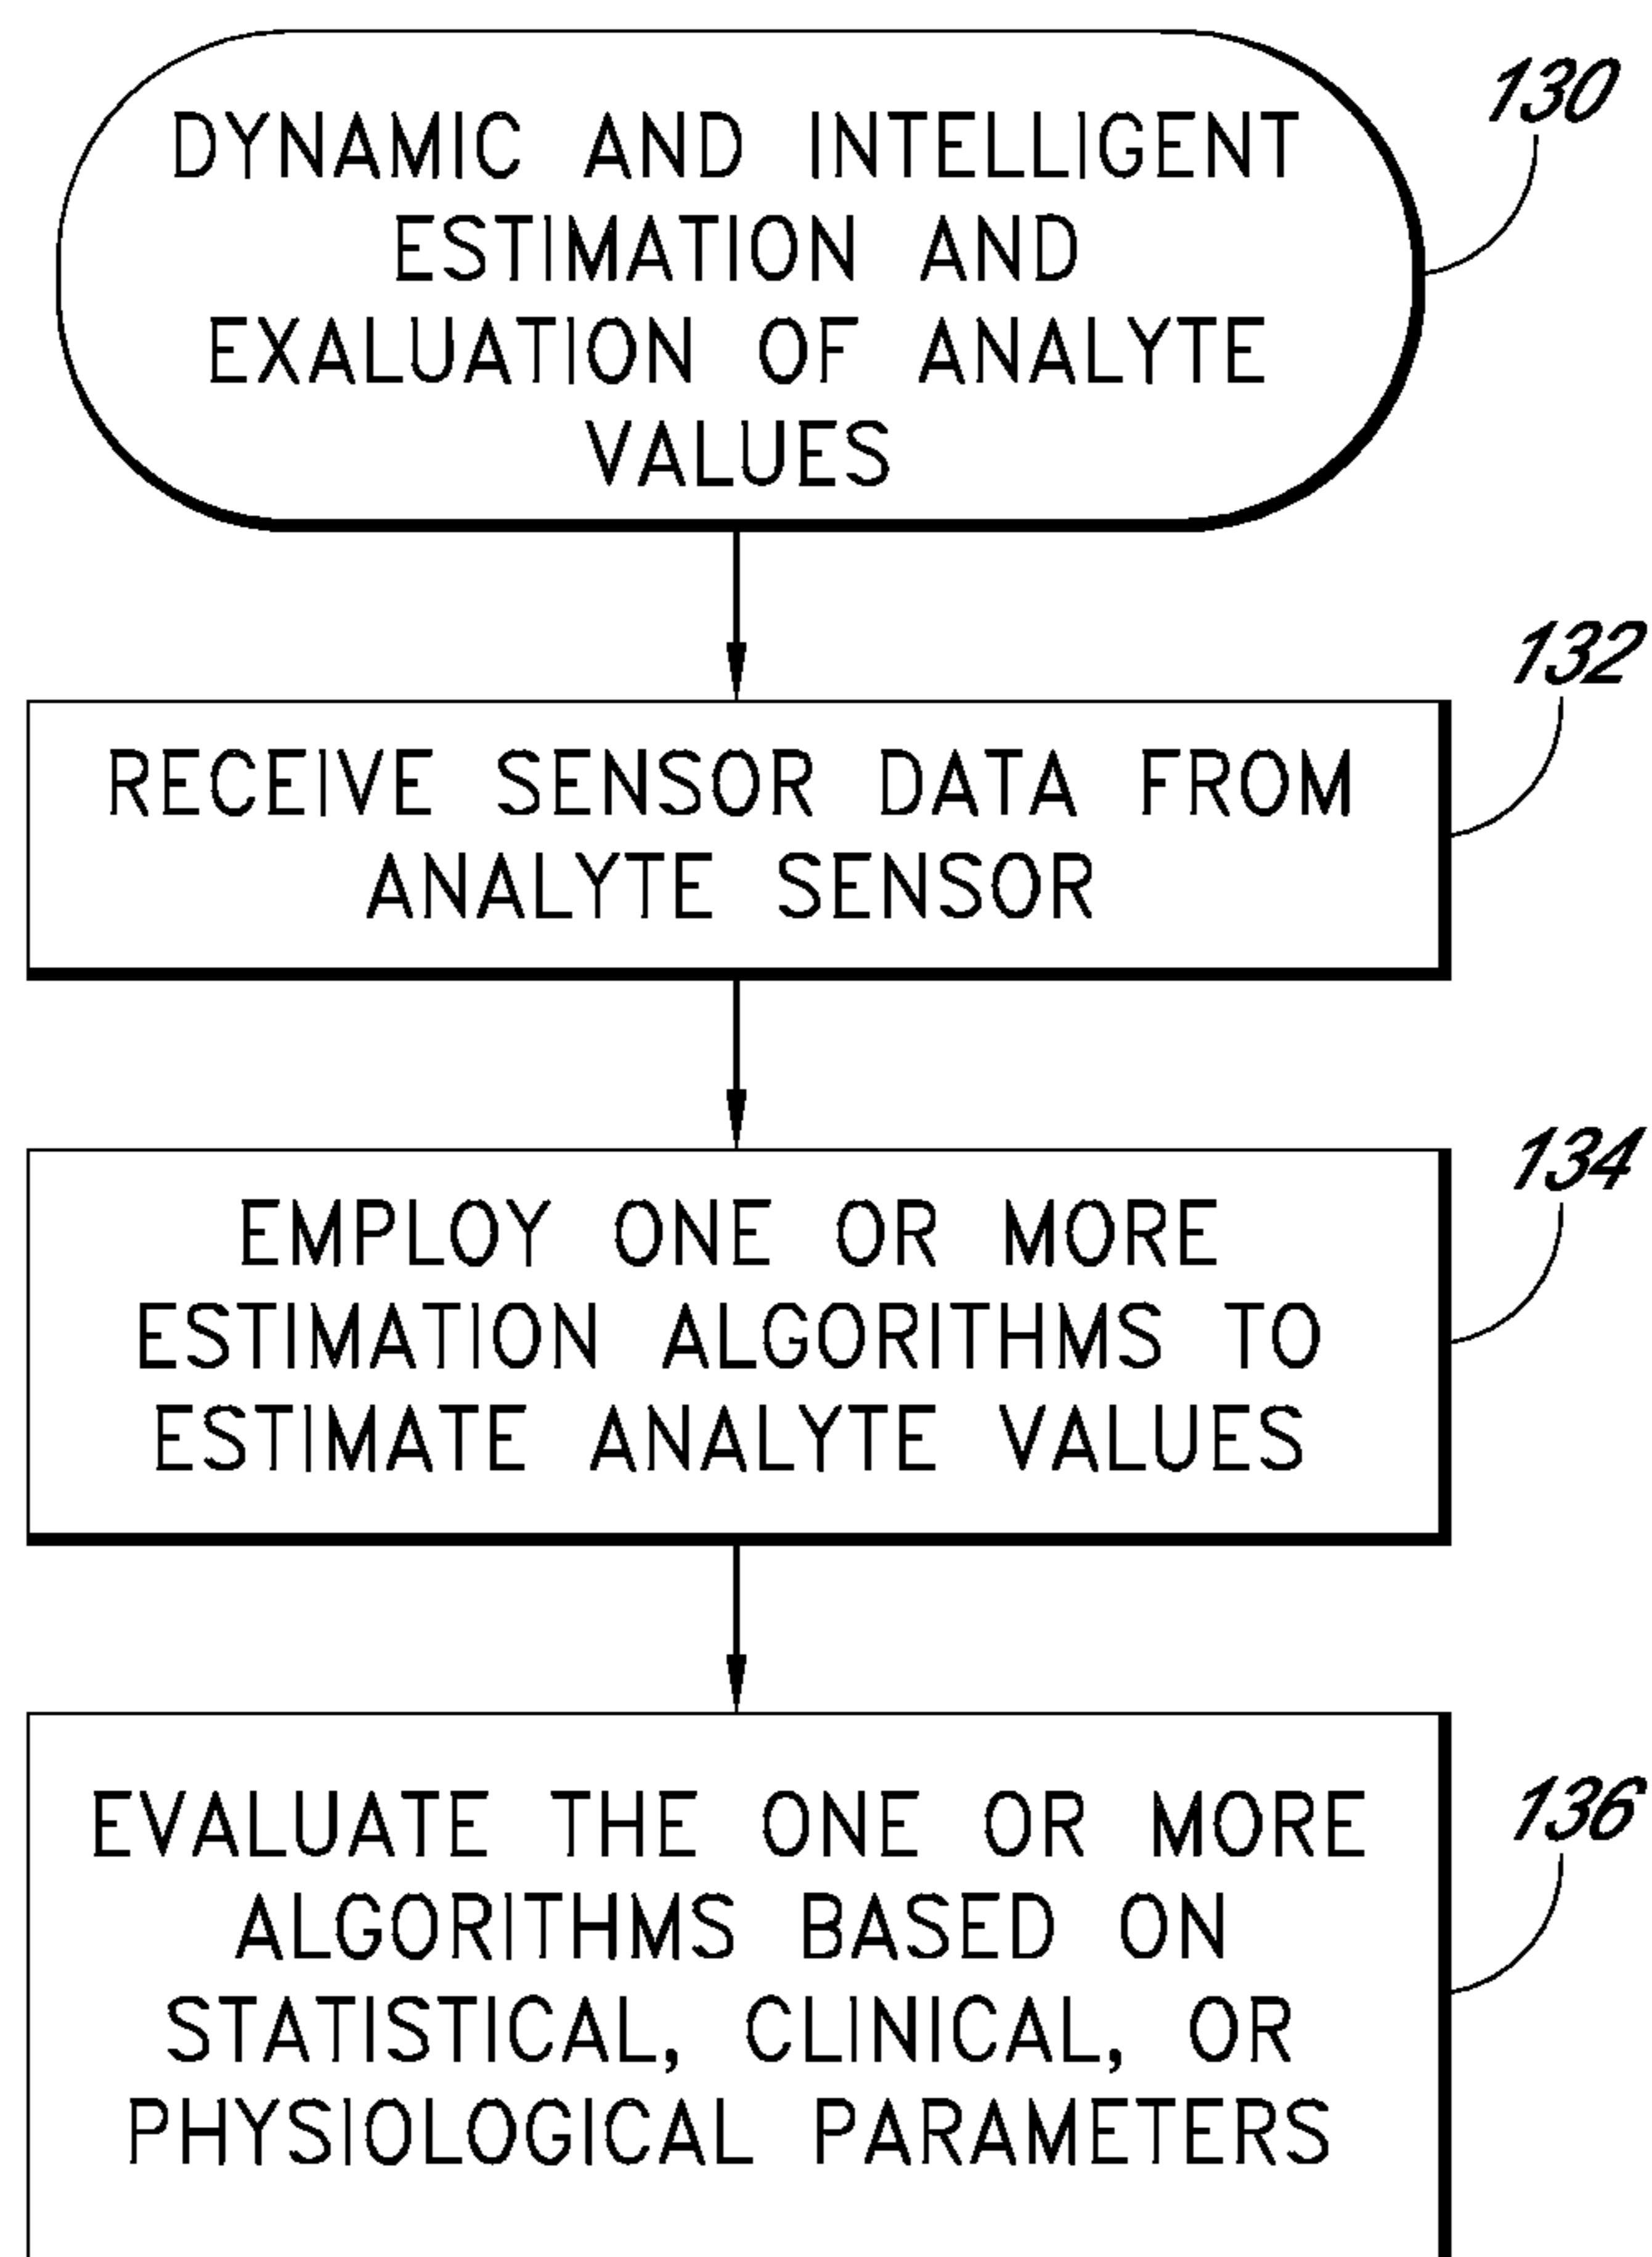 DYNAMIC AND INTELLIGENT
ESTIMATION AND
EXALUATION OF ANALYTE
VALUES
130
132
RECEIVE SENSOR DATA FROM
ANALYTE SENSOR
134
EMPLOY ONE OR MORE
ESTIMATION ALGORITHMS TO
ESTIMATE ANALYTE VALUES
136
EVALUATE THE ONE OR MORE
ALGORITHMS BASED ON
STATISTICAL, CLINICAL, OR
PHYSIOLOGICAL PARAMETERS